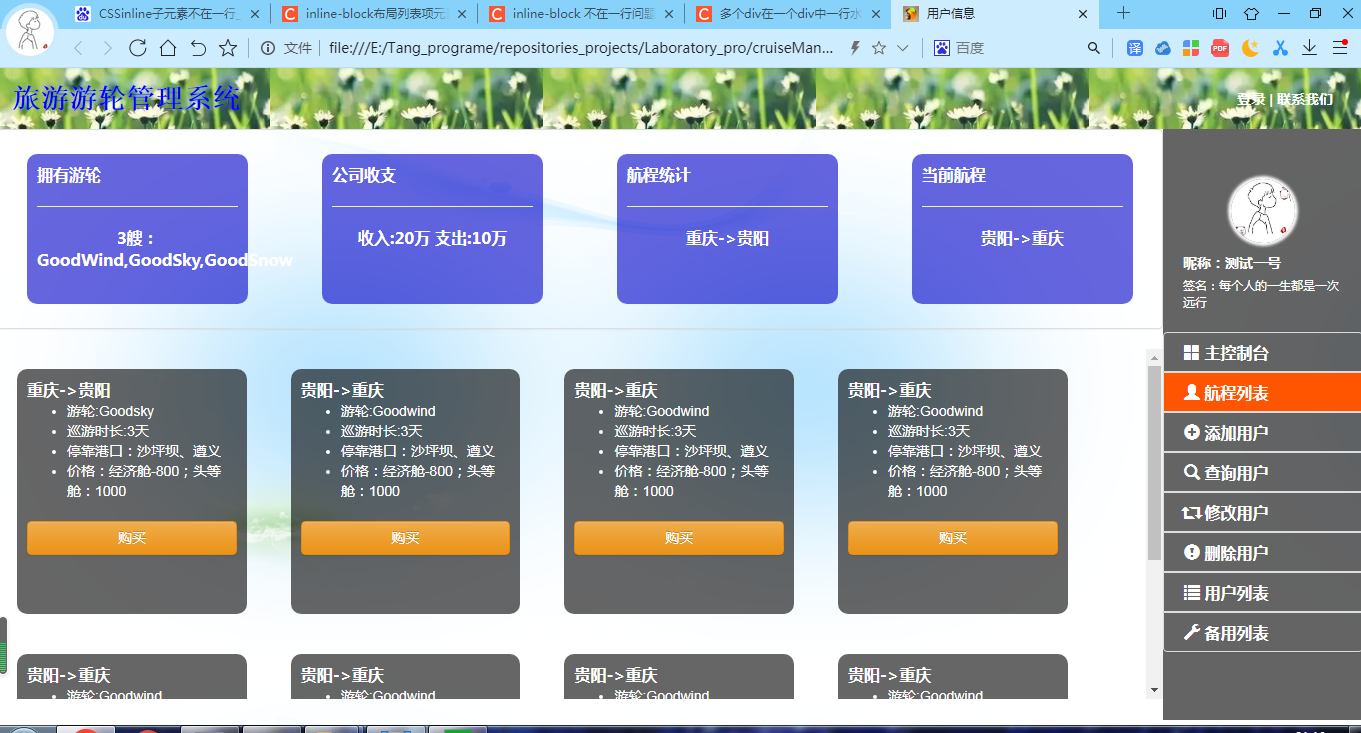 CSSinline子元素不在一行_
inline-block布局列表项元
inline-block 不在一行问题
多个div在一个div中一行水
用户信息
文件 file:///E:/Tang_programe/repositories_projects/Laboratory_pro/cruiseMan...
百度
译
PDF
旅游游轮管理系统
登录 | 联系我们
拥有游轮
3艘：
GoodWind,GoodSky,GoodSnow
公司收支
收入:20万 支出:10万
航程统计
重庆->贵阳
当前航程
贵阳->重庆
昵称：测试一号
签名：每个人的一生都是一次
远行
主控制台
航程列表
添加用户
查询用户
修改用户
删除用户
用户列表
备用列表
重庆->贵阳
游轮:Goodsky
巡游时长:3天
停靠港口：沙坪坝、遵义
价格：经济舱-800；头等
舱：1000
购买
贵阳->重庆
游轮:Goodwind
巡游时长:3天
停靠港口：沙坪坝、遵义
价格：经济舱-800；头等
舱：1000
购买
贵阳->重庆
游轮:Goodwind
巡游时长:3天
停靠港口：沙坪坝、遵义
价格：经济舱-800；头等
舱：1000
购买
贵阳->重庆
游轮:Goodwind
巡游时长:3天
停靠港口：沙坪坝、遵义
价格：经济舱-800；头等
舱：1000
购买
贵阳->重庆
游轮:Goodwind
贵阳->重庆
游轮:Goodwind
贵阳->重庆
游轮:Goodwind
贵阳->重庆
游轮:Goodwind